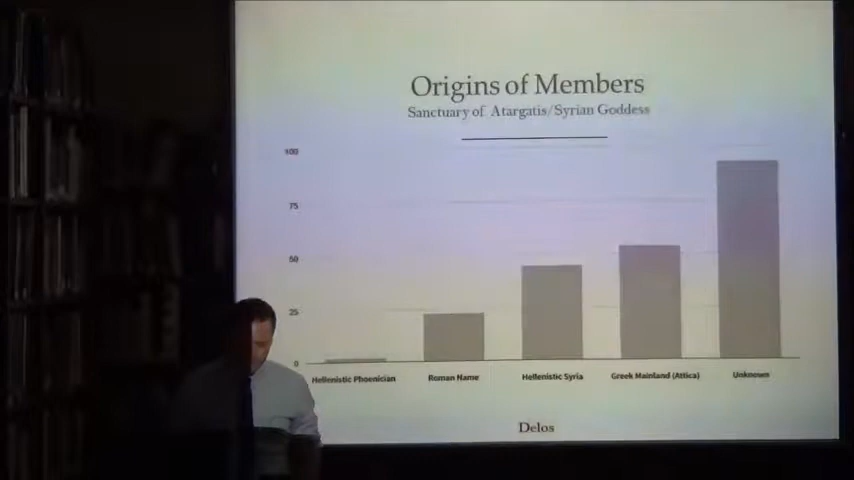 Origins of Members
Sanctuary of Atargatis/Syrian Goddess
100
75
50
25
0
Hellenistic Phoenician
Roman Name
Hellenistic Syria
Greek Mainland (Attica)
Unknown
Delos